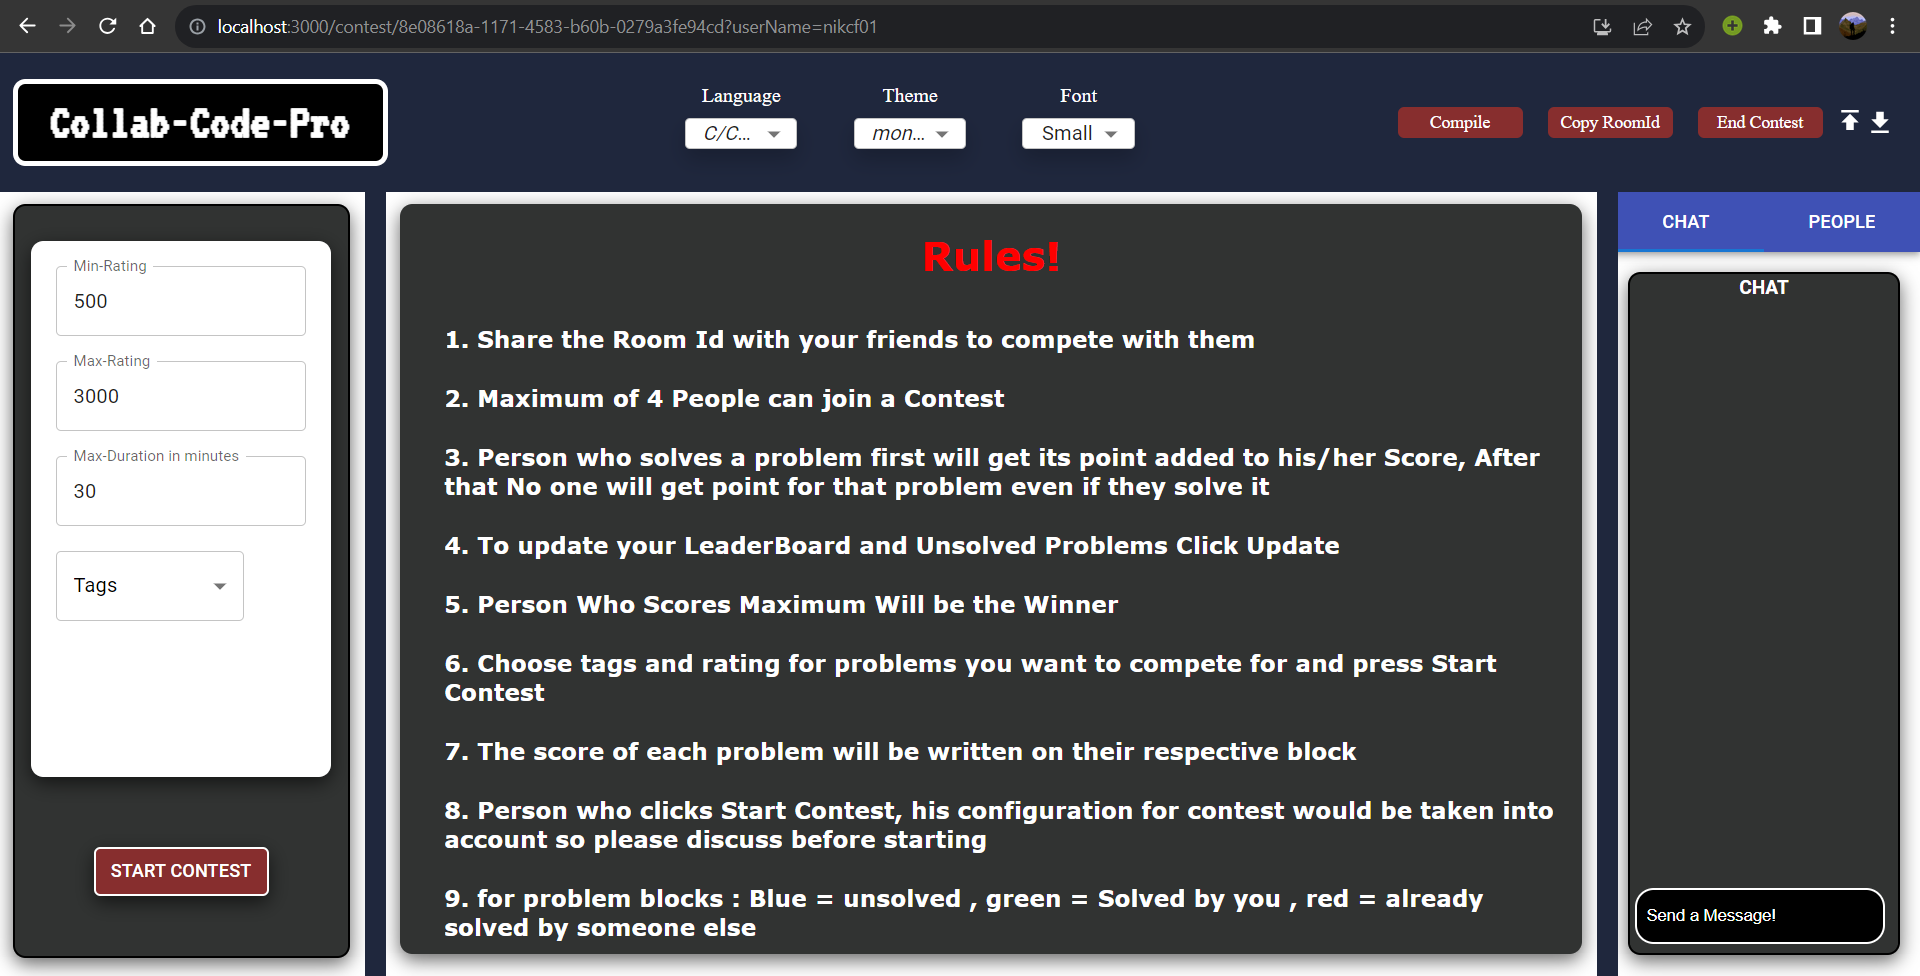 localhost:3000/contest/8e08618a-1171-4583-b60b-0279a3fe94cd?userName=nikcf01
Collab-Code-Pro
Language
C/C...
Theme
mon...
Font
Small
Compile
Copy RoomId
End Contest
Min-Rating
500
Max-Rating
3000
Max-Duration in minutes
30
Tags
START CONTEST
Rules!
1. Share the Room Id with your friends to compete with them
2. Maximum of 4 People can join a Contest
3. Person who solves a problem first will get its point added to his/her Score, After
that No one will get point for that problem even if they solve it
4. To update your LeaderBoard and Unsolved Problems Click Update
5. Person Who Scores Maximum Will be the Winner
6. Choose tags and rating for problems you want to compete for and press Start
Contest
7. The score of each problem will be written on their respective block
8. Person who clicks Start Contest, his configuration for contest would be taken into
account so please discuss before starting
9. for problem blocks : Blue = unsolved , green = Solved by you , red = already
solved by someone else
CHAT
PEOPLE
CHAT
Send a Message!